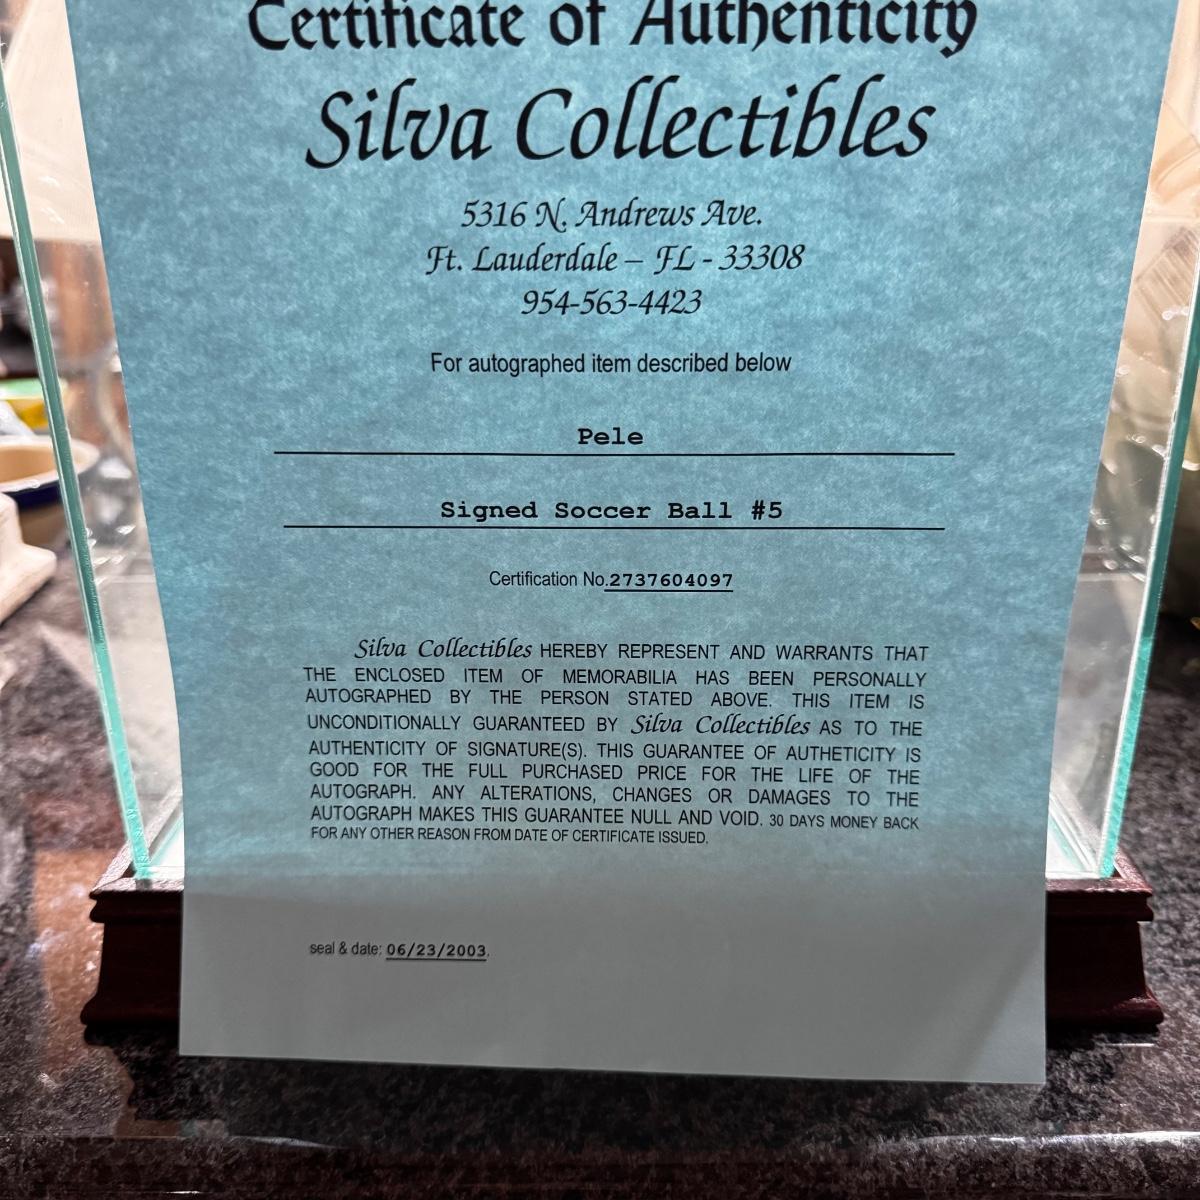 Certificate of Authenticity
Silva Collectibles
5316 N. Andrews Ave.
Ft. Lauderdale – FL - 33308
954-563-4423
For autographed item described below
Pele
Signed Soccer Ball #5
Certification No.2737604097
Silva Collectibles HEREBY REPRESENT AND WARRANTS THAT
THE ENCLOSED ITEM OF MEMORABILIA HAS BEEN PERSONALLY
AUTOGRAPHED BY THE PERSON STATED ABOVE. THIS ITEM IS
UNCONDITIONALLY GUARANTEED BY Silva Collectibles AS TO THE
AUTHENTICITY OF SIGNATURE(S). THIS GUARANTEE OF AUTHETICITY IS
GOOD FOR THE FULL PURCHASED PRICE FOR THE LIFE OF THE
AUTOGRAPH. ANY ALTERATIONS, CHANGES OR DAMAGES TO THE
AUTOGRAPH MAKES THIS GUARANTEE NULL AND VOID. 30 DAYS MONEY BACK
FOR ANY OTHER REASON FROM DATE OF CERTIFICATE ISSUED.
seal & date: 06/23/2003.